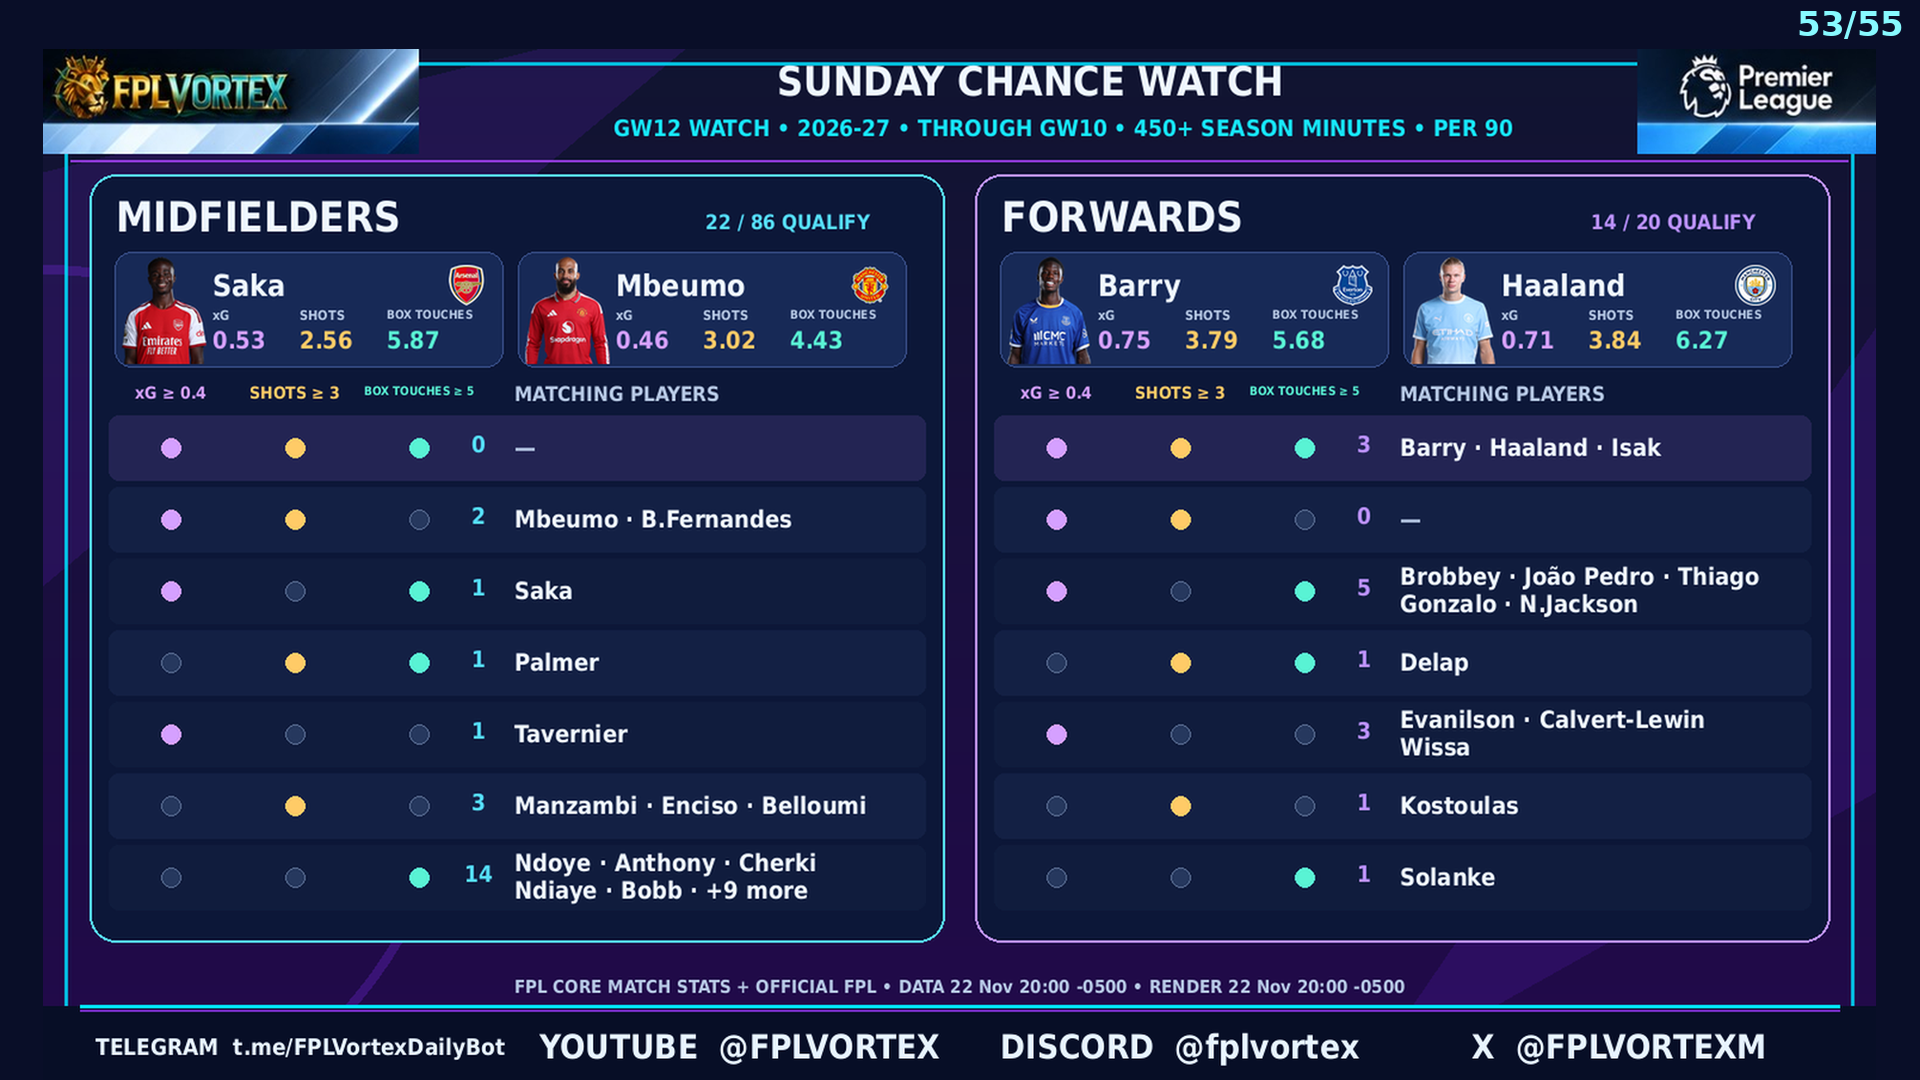 53/55
FPLVORTEX
SUNDAY CHANCE WATCH
GW12 WATCH • 2026-27 • THROUGH GW10 • 450+ SEASON MINUTES • PER 90
Premier
League
MIDFIELDERS
22 / 86 QUALIFY
Saka
Arsenal
xG SHOTS BOX TOUCHES
0.53 2.56 5.87
Emirates
FLY BETTER
Mbeumo
xG SHOTS BOX TOUCHES
0.46 3.02 4.43
Snapdragon
xG ≥ 0.4 SHOTS ≥ 3 BOX TOUCHES ≥ 5 MATCHING PLAYERS
0 —
2 Mbeumo · B.Fernandes
1 Saka
1 Palmer
1 Tavernier
3 Manzambi · Enciso · Belloumi
14 Ndoye · Anthony · Cherki
Ndiaye · Bobb · +9 more
FORWARDS
14 / 20 QUALIFY
Barry
Everton
xG SHOTS BOX TOUCHES
0.75 3.79 5.68
Haaland
xG SHOTS BOX TOUCHES
0.71 3.84 6.27
xG ≥ 0.4 SHOTS ≥ 3 BOX TOUCHES ≥ 5 MATCHING PLAYERS
3 Barry · Haaland · Isak
0 —
5 Brobbey · João Pedro · Thiago
Gonzalo · N.Jackson
1 Delap
3 Evanilson · Calvert-Lewin
Wissa
1 Kostoulas
1 Solanke
FPL CORE MATCH STATS + OFFICIAL FPL • DATA 22 Nov 20:00 -0500 • RENDER 22 Nov 20:00 -0500
TELEGRAM t.me/FPLVortexDailyBot YOUTUBE @FPLVORTEX DISCORD @fplvortex X @FPLVORTEXM